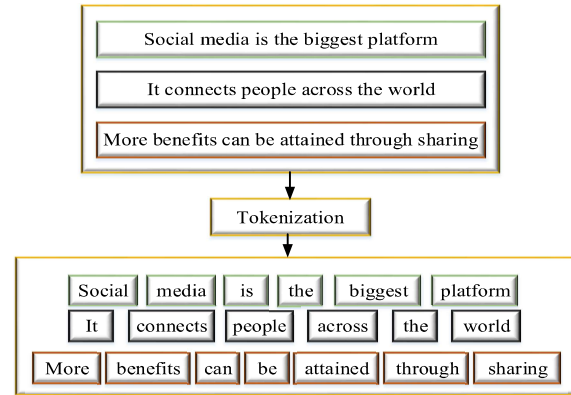 Social media is the biggest platform
It connects people across the world
More benefits can be attained through sharing
Tokenization
Social media is the biggest platform
It connects people across the world
More benefits can be attained through sharing